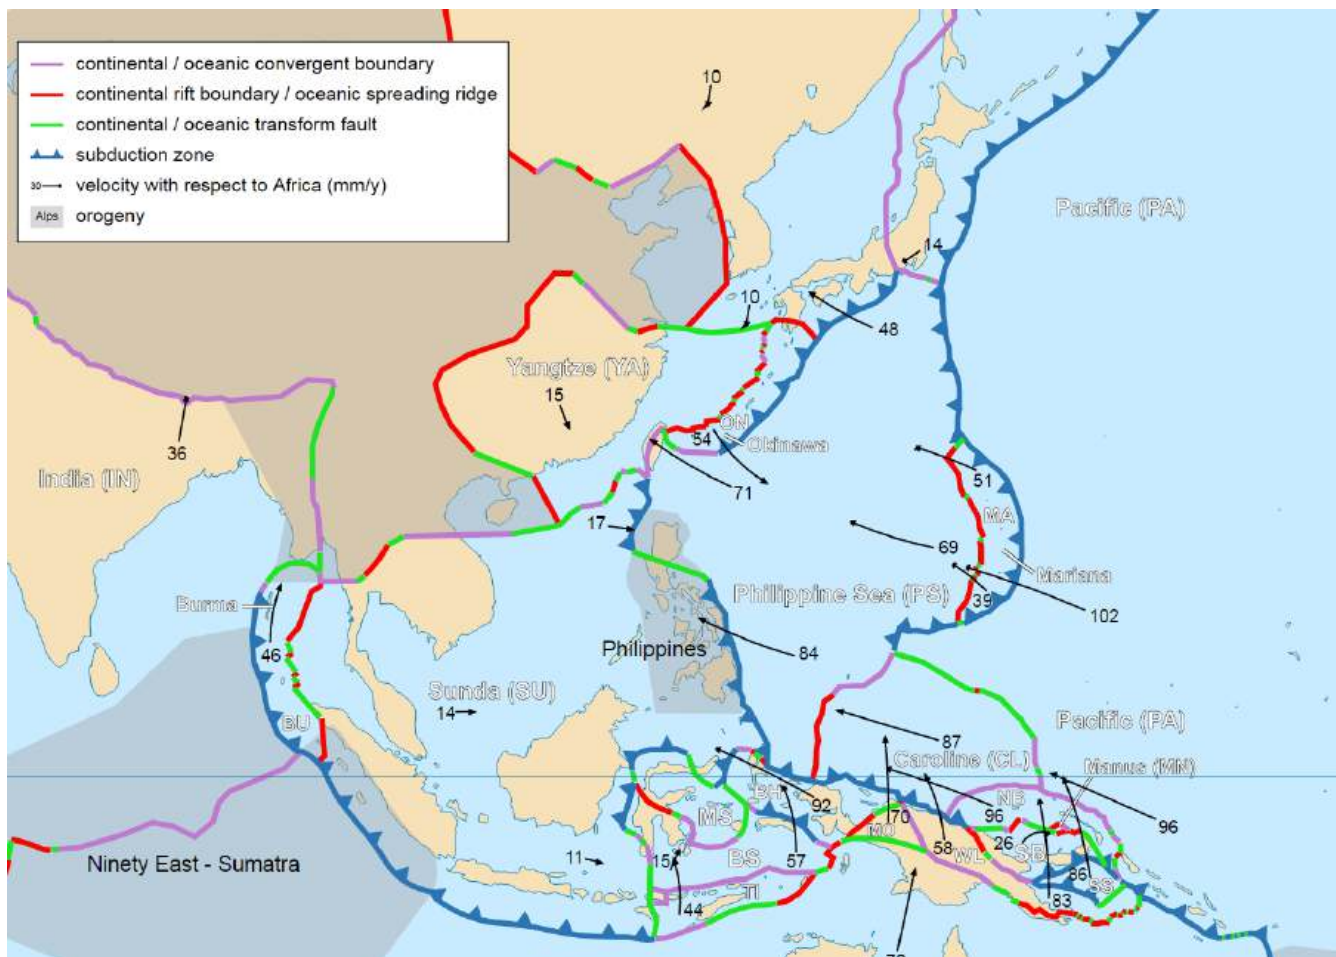 continental / oceanic convergent boundary
continental rift boundary / oceanic spreading ridge
continental / oceanic transform fault
subduction zone
30 velocity with respect to Africa (mm/y)
Alps orogeny
10
Pacific (PA)
14
10
48
Yangtze (YA)
15
36
ON
54
Okinawa
India (IN)
71
51
MA
17
69
Mariana
Burma
Philippine Sea (PS)
39
102
46
Philippines
84
Sunda (SU)
14
BU
Pacific (PA)
87
Caroline (CL)
Manus (MN)
BH
92
NB
MS
70
96
96
MO
26
58
SB
Ninety East - Sumatra
11
15
BS
57
WL
86
SS
TI
44
83